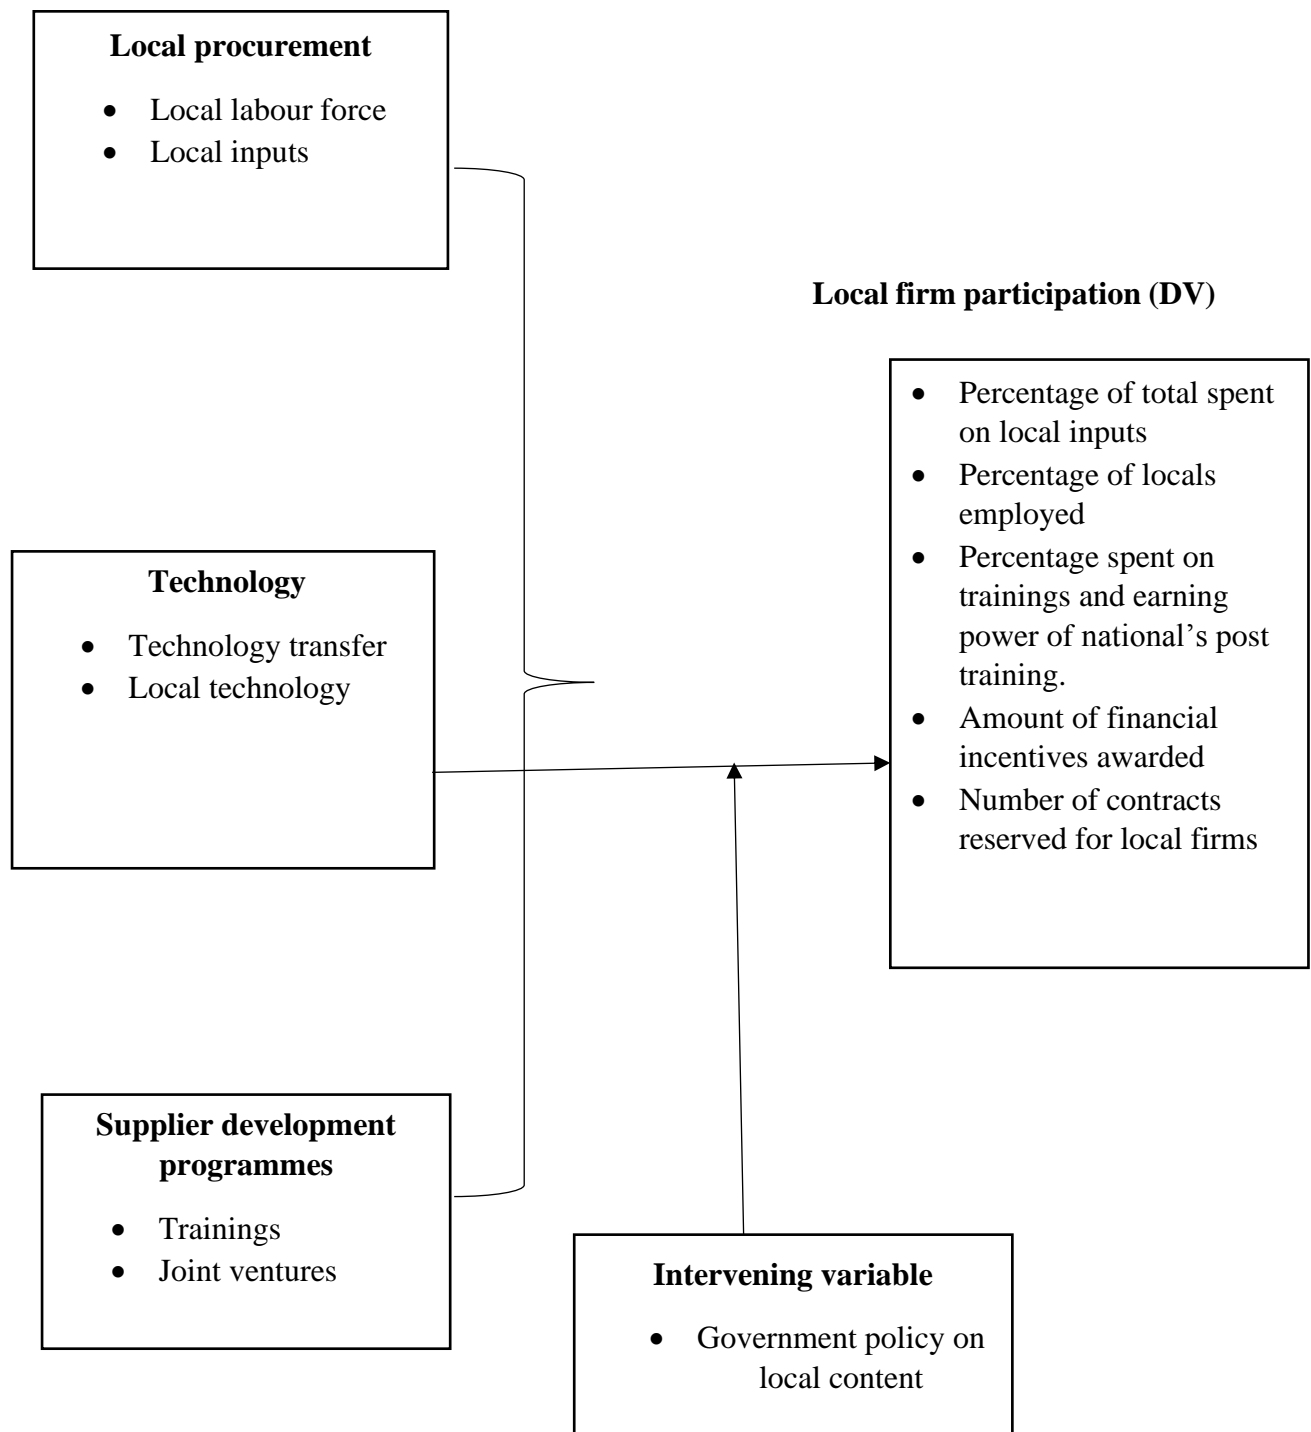 Local procurement
• Local labour force
• Local inputs
Local firm participation (DV)
• Percentage of total spent
on local inputs
• Percentage of locals
employed
• Percentage spent on
trainings and earning
power of national’s post
training.
• Amount of financial
incentives awarded
• Number of contracts
reserved for local firms
Technology
• Technology transfer
• Local technology
Supplier development
programmes
• Trainings
• Joint ventures
Intervening variable
• Government policy on
local content